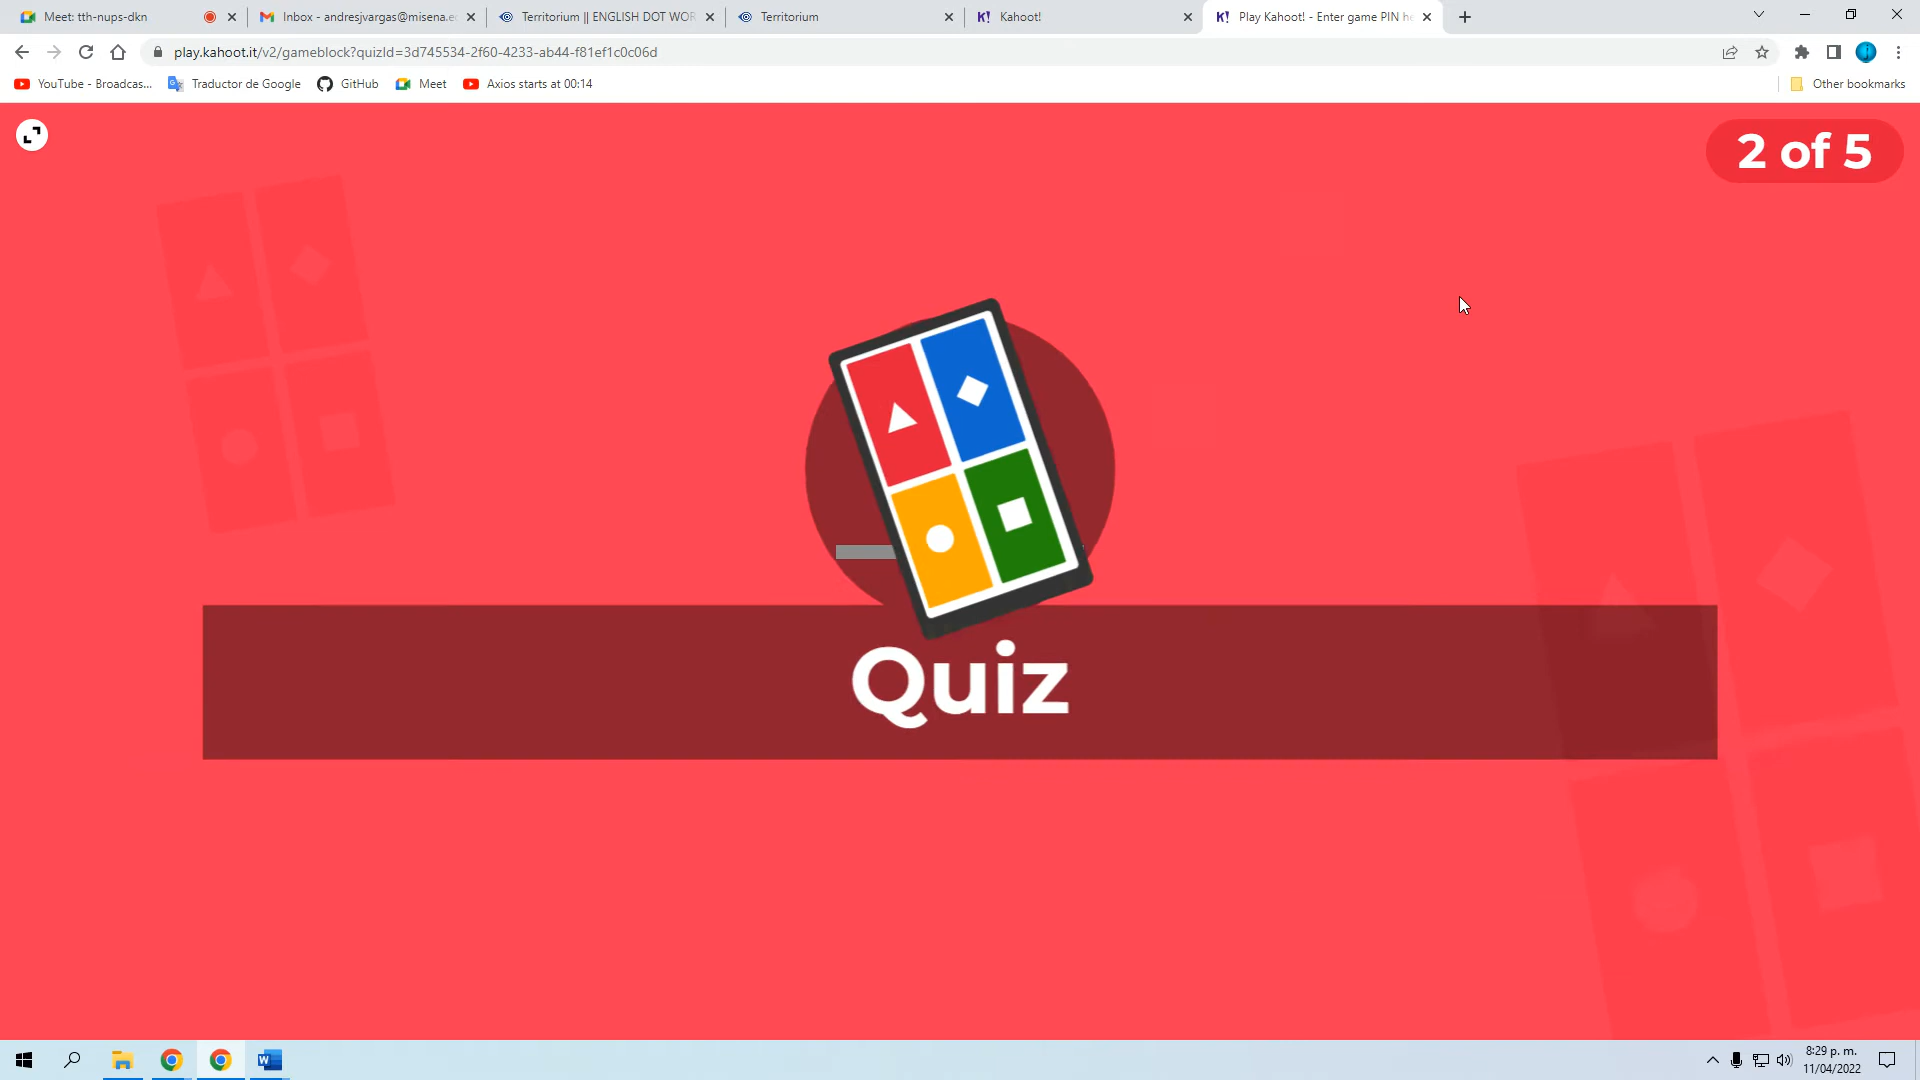 Meet: tth-nups-dkn
Inbox - andresjvargas@misena.ec
Territorium || ENGLISH DOT WOR
Territorium
Kahoot!
Play Kahoot! - Enter game PIN he
play.kahoot.it/v2/gameblock?quizId=3d745534-2f60-4233-ab44-f81ef1c0c06d
YouTube - Broadcas...
Traductor de Google
GitHub
Meet
Axios starts at 00:14
Other bookmarks
2 of 5
Quiz
8:29 p. m.
11/04/2022